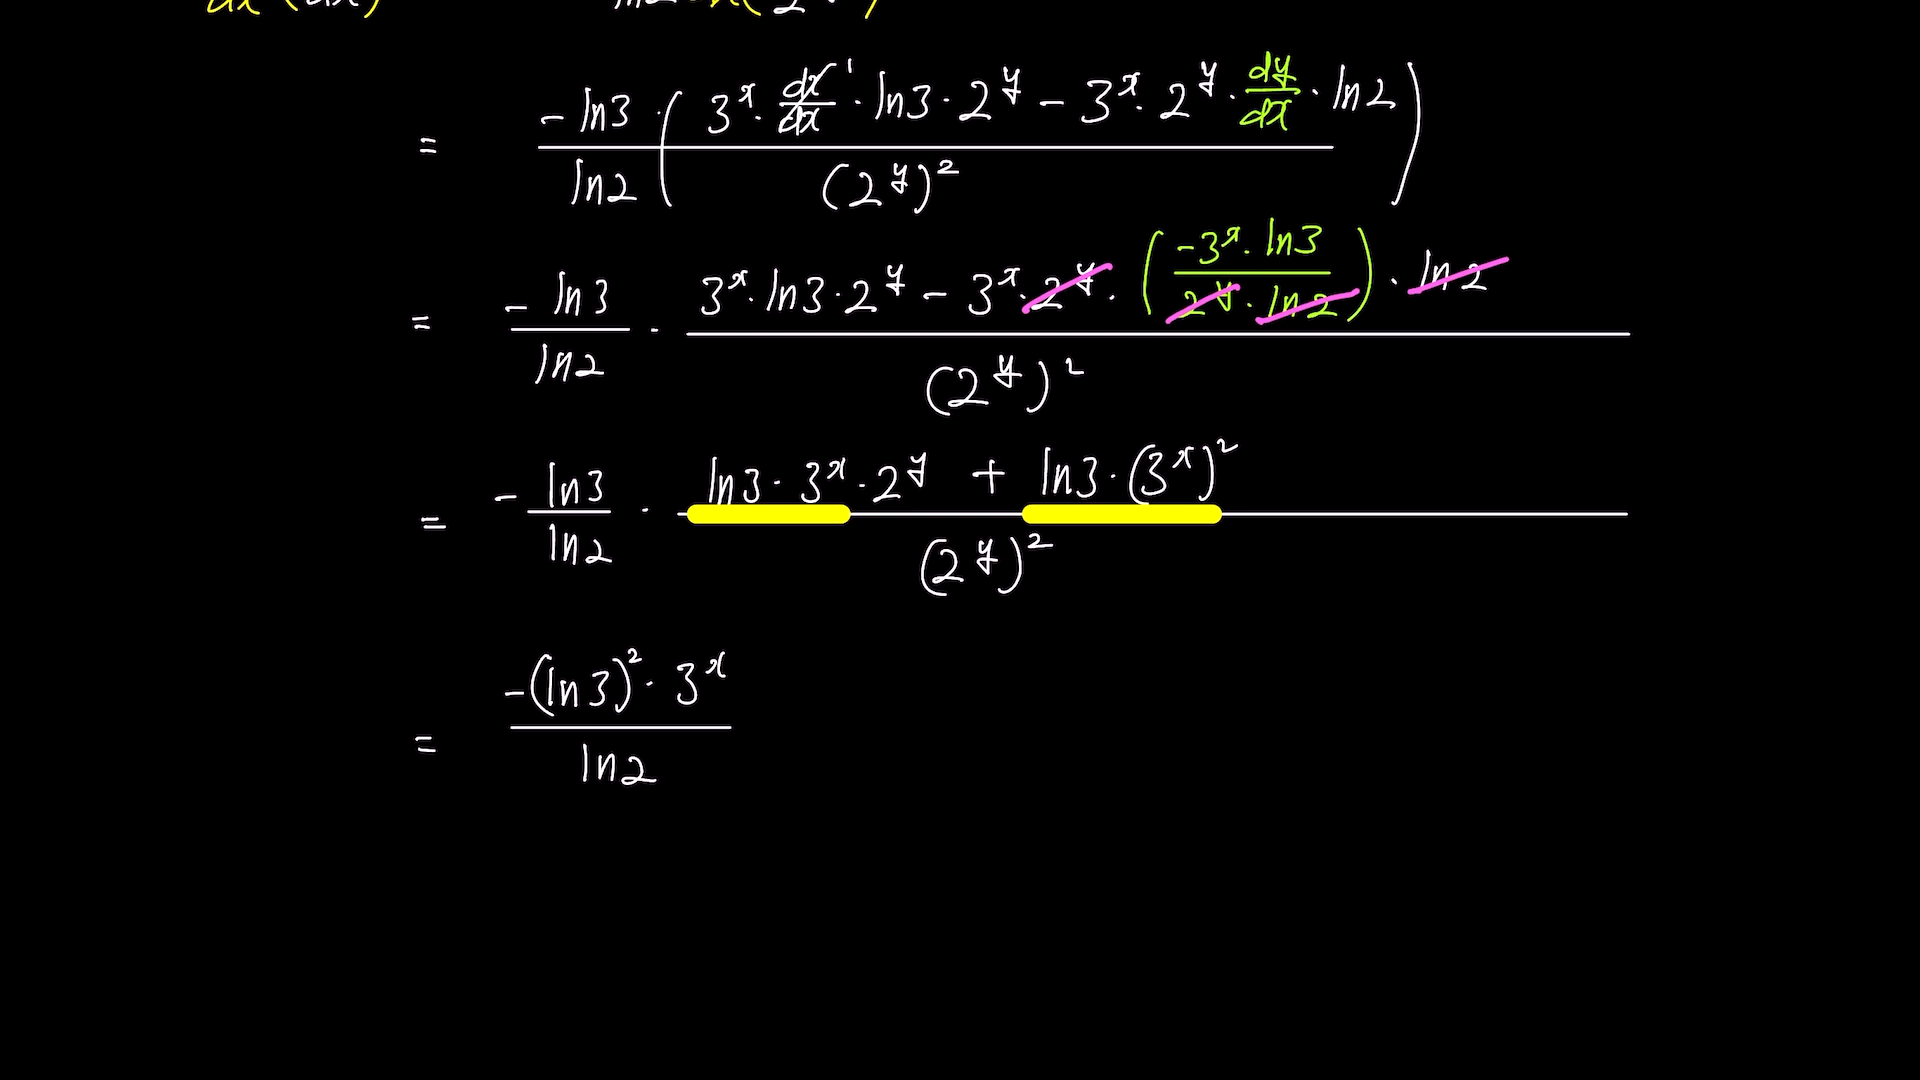 = -ln3/ln2 · ( (3^x · dx/dx ¹ · ln3 · 2^y - 3^x · 2^y · dy/dx · ln2) / (2^y)^2 )
= -ln3/ln2 · (3^x · ln3 · 2^y - 3^x · 2^y · ( (-3^x · ln3) / (2^y · ln2) ) · ln2) / (2^y)^2
= -ln3/ln2 · (ln3 · 3^x · 2^y + ln3 · (3^x)^2) / (2^y)^2
= (-(ln3)^2 · 3^x) / ln2